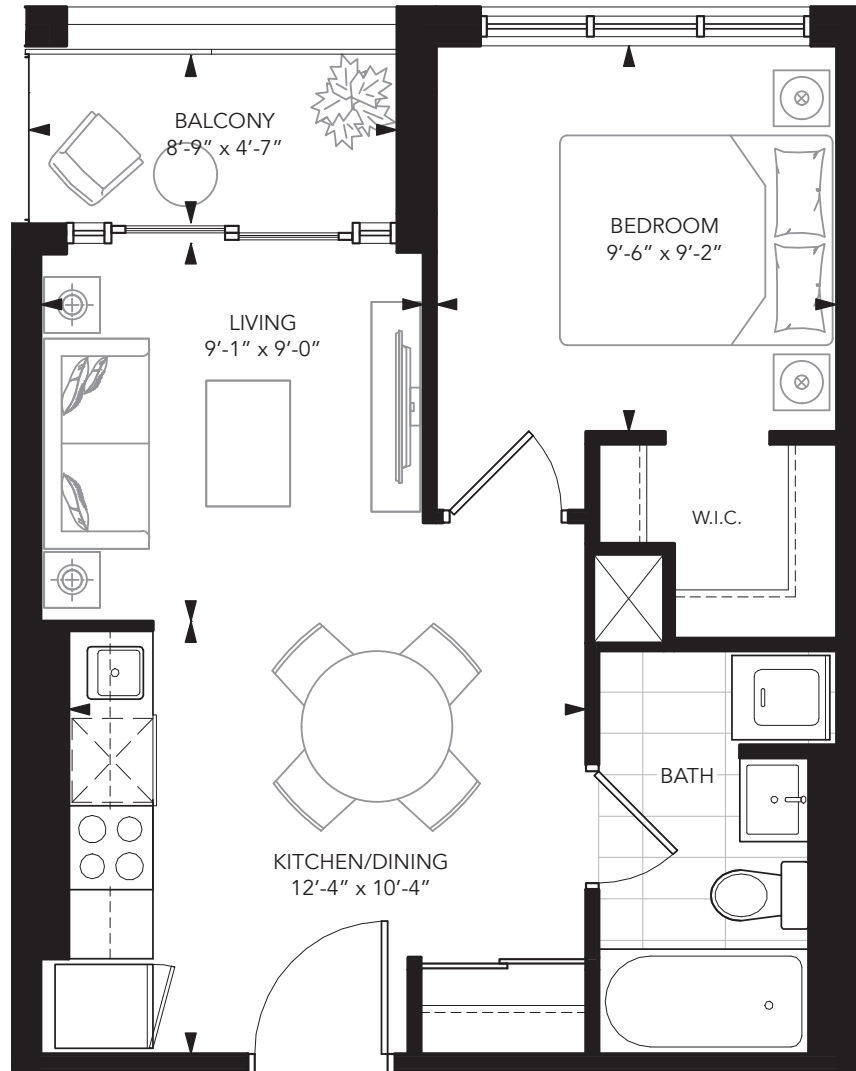 BALCONY
8’-9” x 4’-7”
BEDROOM
9’-6” x 9’-2”
LIVING
9’-1” x 9’-0”
W.I.C.
BATH
KITCHEN/DINING
12’-4” x 10’-4”